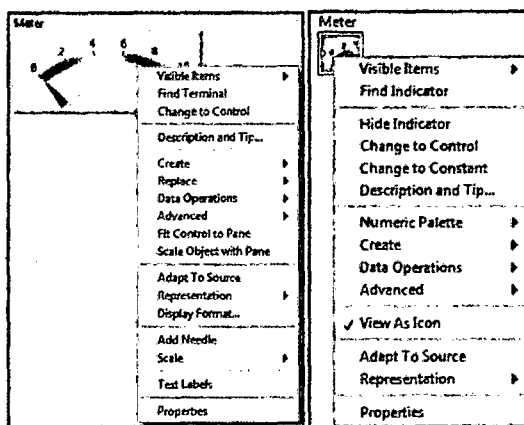 Meter
0 2 4 6 8 10
Visible Items
Find Terminal
Change to Control
Description and Tip...
Create
Replace
Data Operations
Advanced
Fit Control to Pane
Scale Object with Pane
Adapt To Source
Representation
Display Format...
Add Needle
Scale
Text Labels
Properties
Meter
Visible Items
Find Indicator
Hide Indicator
Change to Control
Change to Constant
Description and Tip...
Numeric Palette
Create
Data Operations
Advanced
✓ View As Icon
Adapt To Source
Representation
Properties